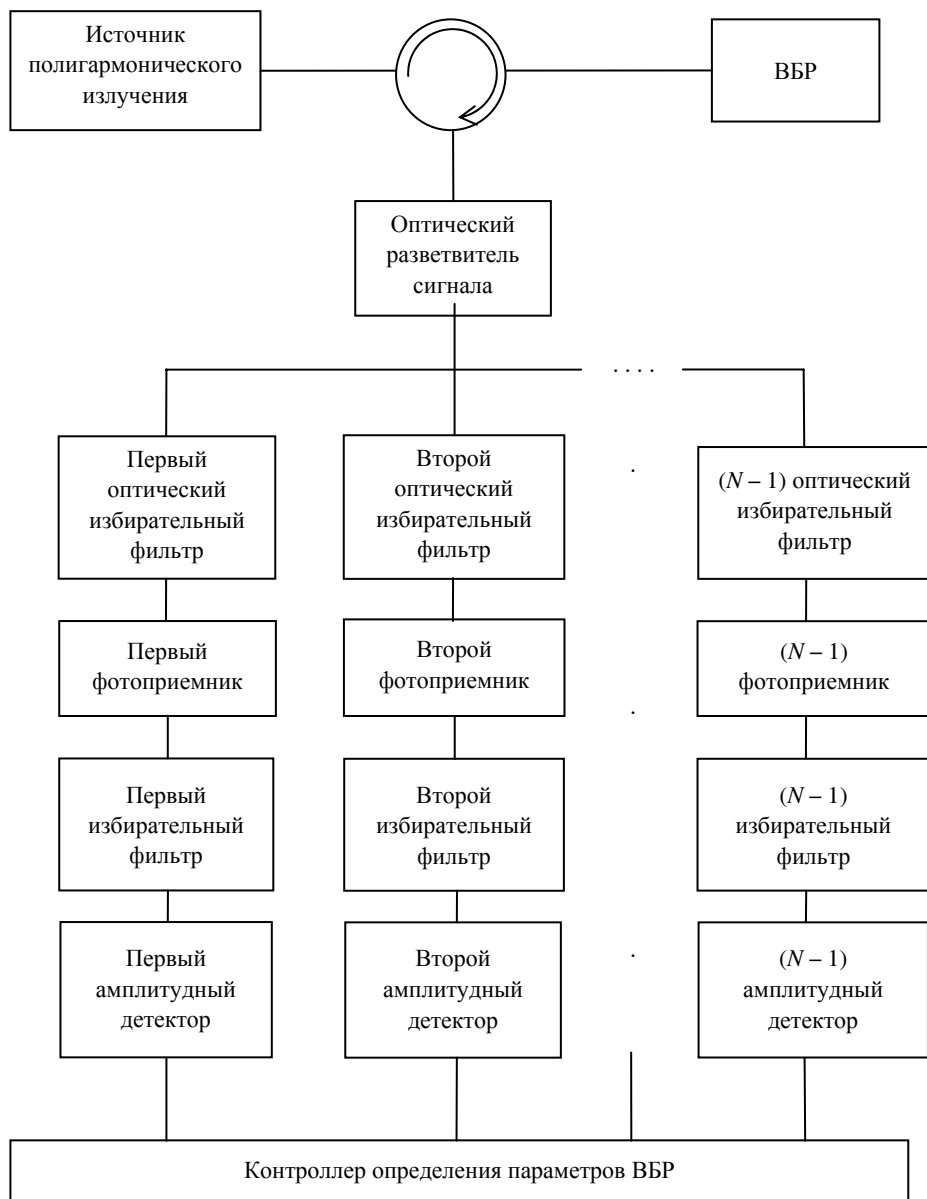 Источник
полигармонического
излучения
ВБР
Оптический
разветвитель
сигнала
. . . .
Первый
оптический
избирательный
фильтр
Второй
оптический
избирательный
фильтр
.
(N – 1) оптический
избирательный
фильтр
Первый
фотоприемник
Второй
фотоприемник
.
(N – 1)
фотоприемник
Первый
избирательный
фильтр
Второй
избирательный
фильтр
(N – 1)
избирательный
фильтр
Первый
амплитудный
детектор
Второй
амплитудный
детектор
.
(N – 1)
амплитудный
детектор
Контроллер определения параметров ВБР